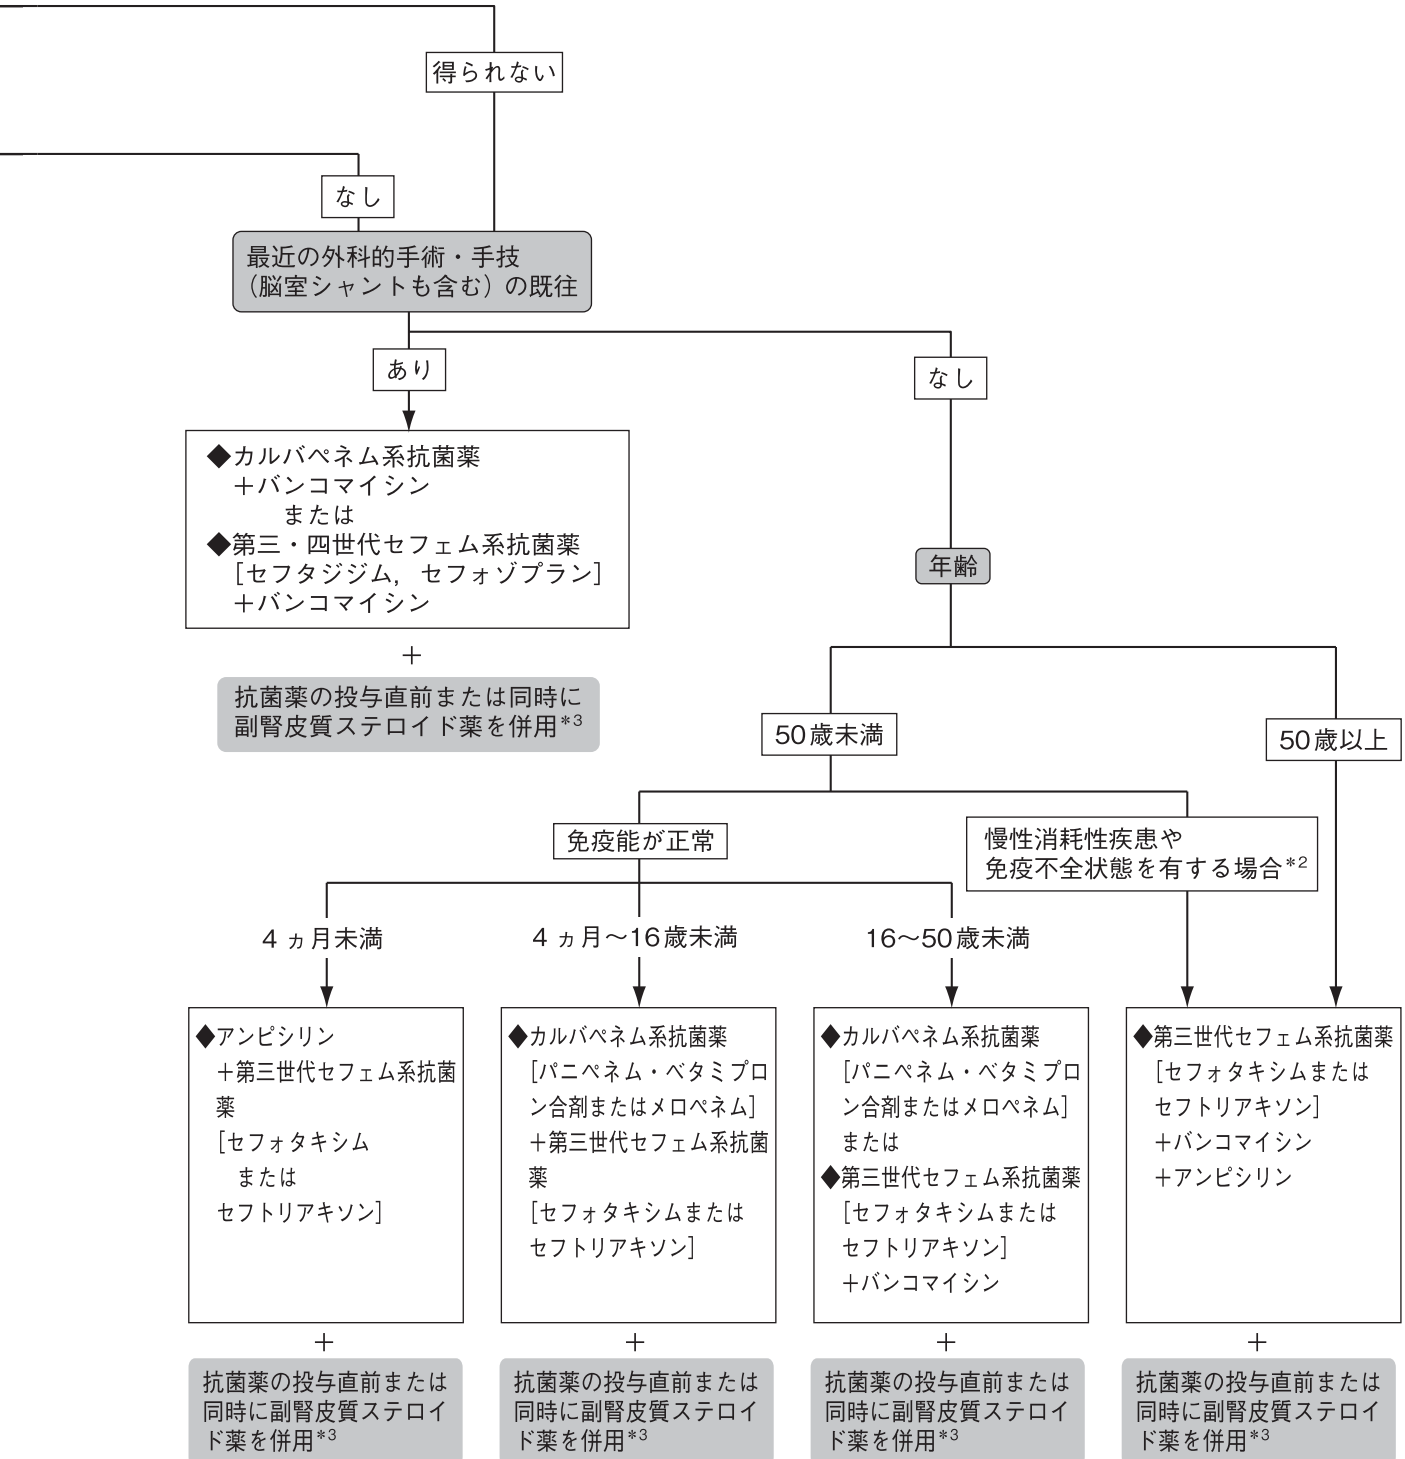 得られない
なし
最近の外科的手術・手技
（脳室シャントも含む）の既往
あり
なし
◆カルバペネム系抗菌薬
＋バンコマイシン
または
◆第三・四世代セフェム系抗菌薬
[セフタジジム，セフォゾプラン]
＋バンコマイシン
＋
抗菌薬の投与直前または同時に
副腎皮質ステロイド薬を併用*3
年齢
50歳未満
50歳以上
免疫能が正常
慢性消耗性疾患や
免疫不全状態を有する場合*2
4ヵ月未満
4ヵ月～16歳未満
16～50歳未満
◆アンピシリン
＋第三世代セフェム系抗菌
薬
[セフォタキシム
または
セフトリアキソン]
＋
抗菌薬の投与直前または
同時に副腎皮質ステロイ
ド薬を併用*3
◆カルバペネム系抗菌薬
[パニペネム・ベタミプロ
ン合剤またはメロペネム]
＋第三世代セフェム系抗菌
薬
[セフォタキシムまたは
セフトリアキソン]
＋
抗菌薬の投与直前または
同時に副腎皮質ステロイ
ド薬を併用*3
◆カルバペネム系抗菌薬
[パニペネム・ベタミプロ
ン合剤またはメロペネム]
または
◆第三世代セフェム系抗菌薬
[セフォタキシムまたは
セフトリアキソン]
＋バンコマイシン
＋
抗菌薬の投与直前または
同時に副腎皮質ステロイ
ド薬を併用*3
◆第三世代セフェム系抗菌薬
[セフォタキシムまたは
セフトリアキソン]
＋バンコマイシン
＋アンピシリン
＋
抗菌薬の投与直前または
同時に副腎皮質ステロイ
ド薬を併用*3